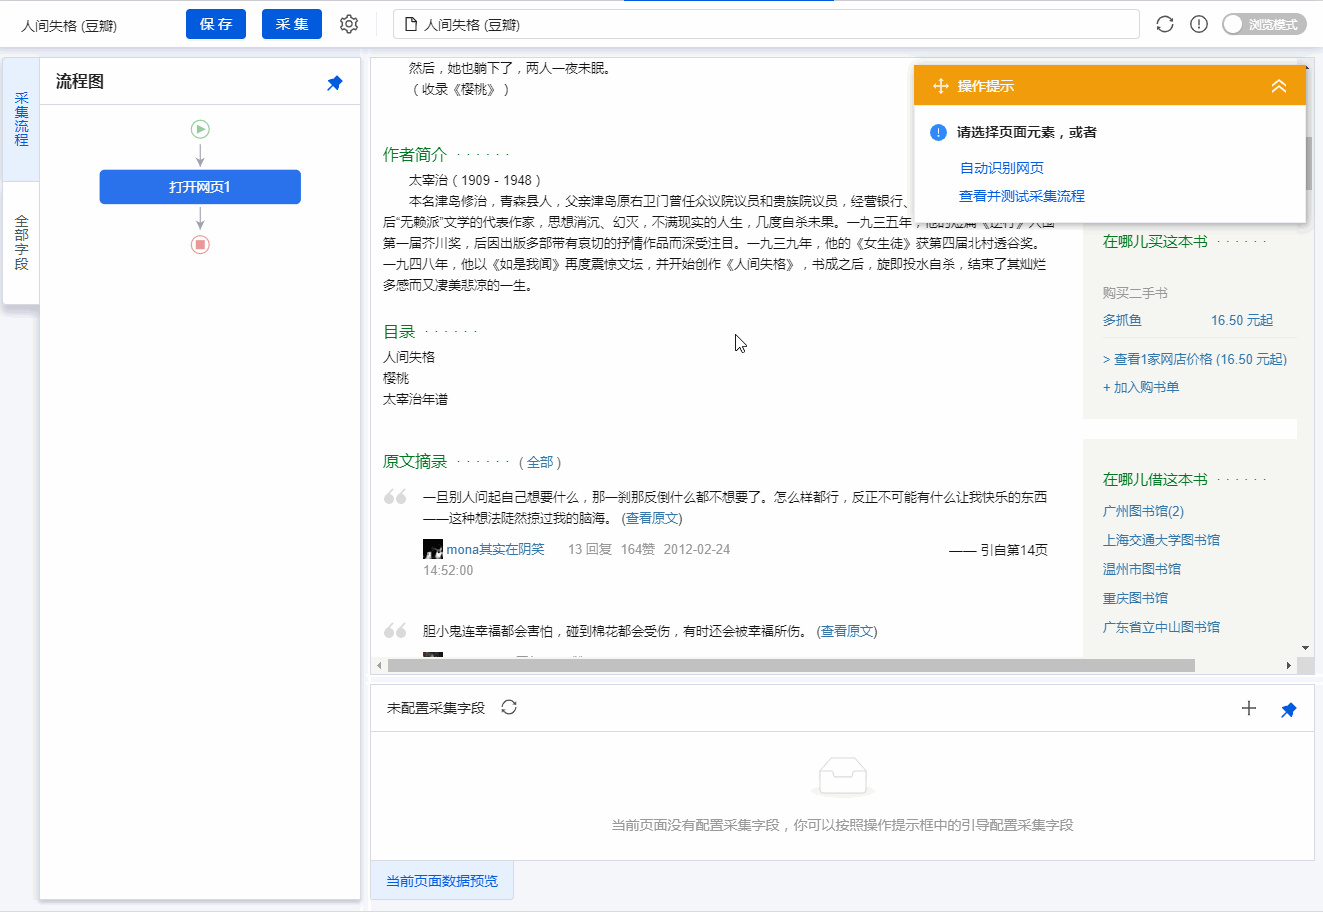 人间失格 (豆瓣)
保 存
采 集
人间失格 (豆瓣)
浏览模式
采集流程
全部字段
流程图
打开网页1
然后，她也躺下了，两人一夜未眠。
（收录《樱桃》）
作者简介 · · · · · ·
太宰治（1909 - 1948）
本名津岛修治，青森县人，父亲津岛原右卫门曾任众议院议员和贵族院议员，经营银行、
后“无赖派”文学的代表作家，思想消沉、幻灭，不满现实的人生，几度自杀未果。一九三五年，他的短篇《逆行》入围
第一届芥川奖，后因出版多部带有哀切的抒情作品而深受注目。一九三九年，他的《女生徒》获第四届北村透谷奖。
一九四八年，他以《如是我闻》再度震惊文坛，并开始创作《人间失格》，书成之后，旋即投水自杀，结束了其灿烂
多感而又凄美悲凉的一生。
目录 · · · · · ·
人间失格
樱桃
太宰治年谱
原文摘录 · · · · · · （全部）
一旦别人问起自己想要什么，那一刹那反倒什么都不想要了。怎么样都行，反正不可能有什么让我快乐的东西
——这种想法陡然掠过我的脑海。 (查看原文)
mona其实在阴笑 13 回复 164赞 2012-02-24
14:52:00
—— 引自第14页
胆小鬼连幸福都会害怕，碰到棉花都会受伤，有时还会被幸福所伤。 (查看原文)
操作提示
请选择页面元素，或者
自动识别网页
查看并测试采集流程
在哪儿买这本书 · · · · · ·
购买二手书
多抓鱼 16.50 元起
> 查看1家网店价格 (16.50 元起)
+ 加入购书单
在哪儿借这本书 · · · · · ·
广州图书馆(2)
上海交通大学图书馆
温州市图书馆
重庆图书馆
广东省立中山图书馆
未配置采集字段
当前页面没有配置采集字段，你可以按照操作提示框中的引导配置采集字段
当前页面数据预览